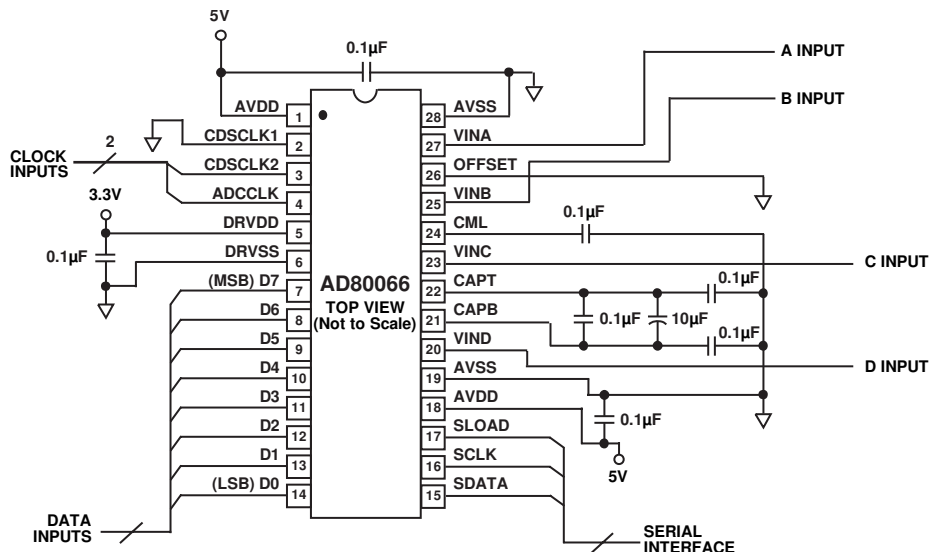 5V
0.1µF
A INPUT
B INPUT
AVDD 1
28 AVSS
CDSCLK1 2
27 VINA
2
CLOCK
INPUTS
CDSCLK2 3
26 OFFSET
ADCCLK 4
25 VINB
3.3V
DRVDD 5
24 CML
0.1µF
0.1µF
DRVSS 6
23 VINC
C INPUT
AD80066
TOP VIEW
(Not to Scale)
(MSB) D7 7
22 CAPT
0.1µF
D6 8
21 CAPB
0.1µF
10µF
0.1µF
D5 9
20 VIND
D INPUT
D4 10
19 AVSS
D3 11
18 AVDD
0.1µF
D2 12
17 SLOAD
D1 13
16 SCLK
5V
(LSB) D0 14
15 SDATA
DATA
INPUTS
SERIAL
INTERFACE